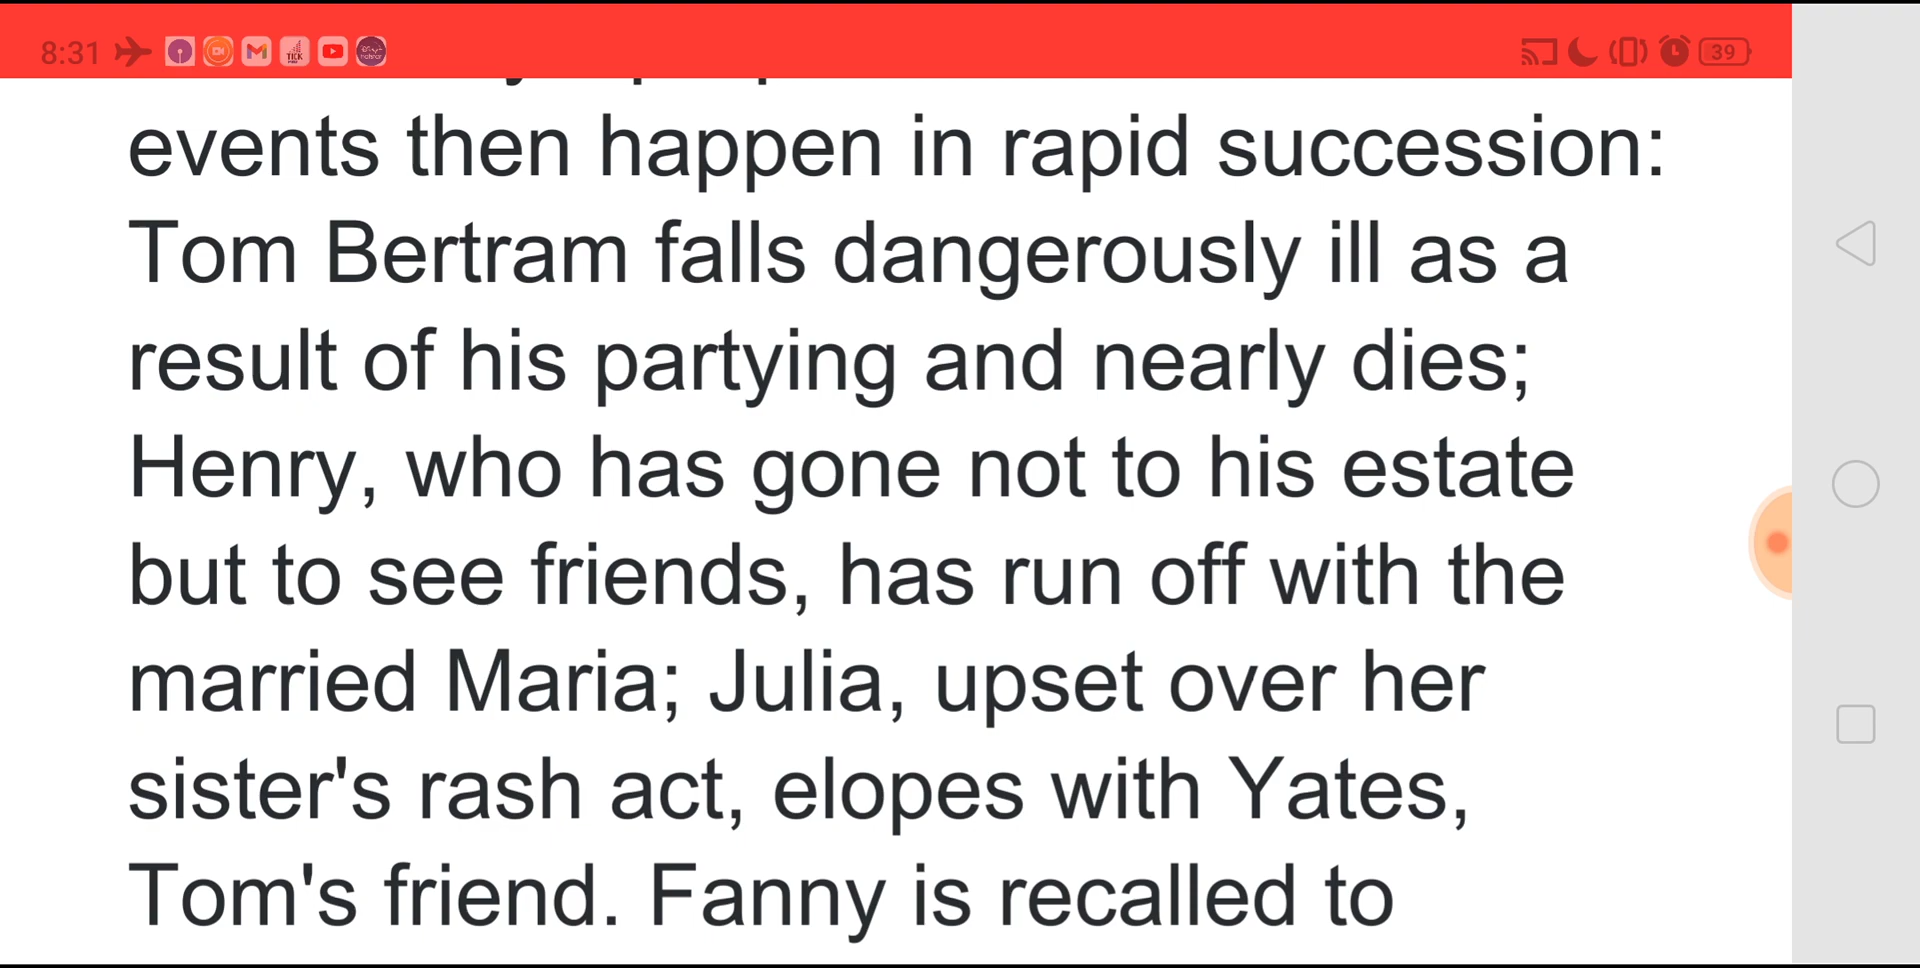 8:31
39
events then happen in rapid succession:
Tom Bertram falls dangerously ill as a
result of his partying and nearly dies;
Henry, who has gone not to his estate
but to see friends, has run off with the
married Maria; Julia, upset over her
sister's rash act, elopes with Yates,
Tom's friend. Fanny is recalled to